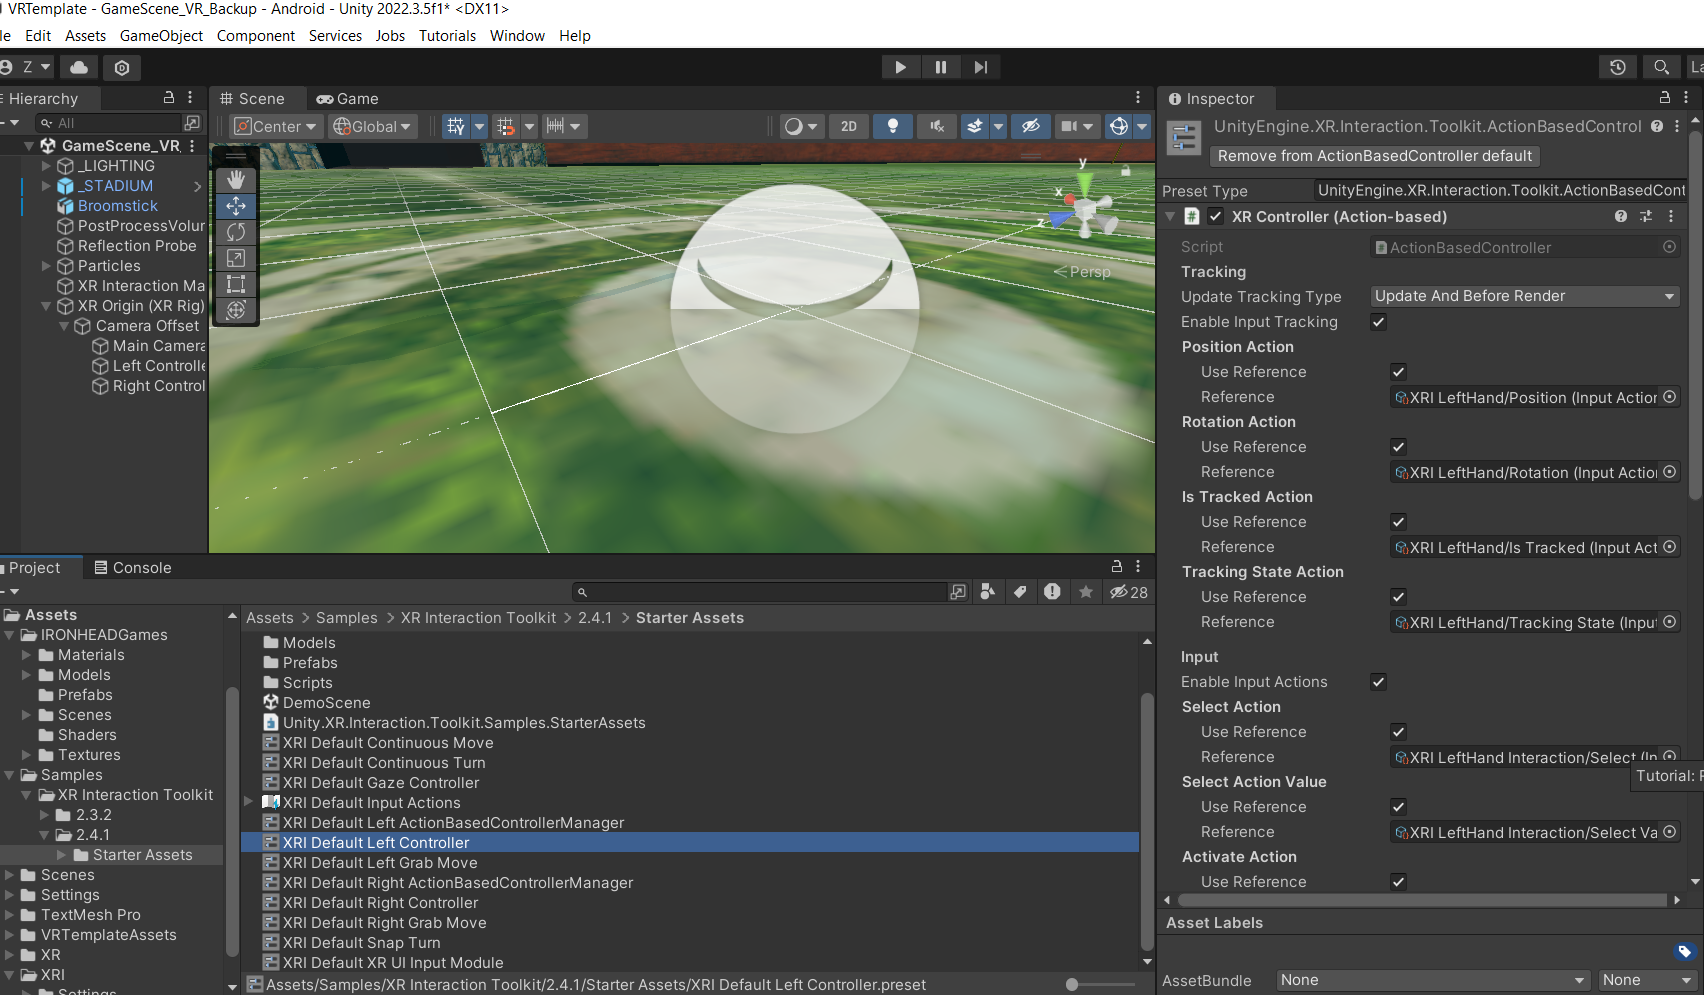 VRTemplate - GameScene_VR_Backup - Android - Unity 2022.3.5f1* <DX11>
le Edit Assets GameObject Component Services Jobs Tutorials Window Help
Z
La
Hierarchy
All
GameScene_VR_
_LIGHTING
_STADIUM
Broomstick
PostProcessVolur
Reflection Probe
Particles
XR Interaction Ma
XR Origin (XR Rig)
Camera Offset
Main Camera
Left Controlle
Right Control
Scene
Game
Center
Global
2D
y
x
z
Persp
Project
Console
28
Assets
IRONHEADGames
Materials
Models
Prefabs
Scenes
Shaders
Textures
Samples
XR Interaction Toolkit
2.3.2
2.4.1
Starter Assets
Scenes
Settings
TextMesh Pro
VRTemplateAssets
XR
XRI
Settings
Assets > Samples > XR Interaction Toolkit > 2.4.1 > Starter Assets
Models
Prefabs
Scripts
DemoScene
Unity.XR.Interaction.Toolkit.Samples.StarterAssets
XRI Default Continuous Move
XRI Default Continuous Turn
XRI Default Gaze Controller
XRI Default Input Actions
XRI Default Left ActionBasedControllerManager
XRI Default Left Controller
XRI Default Left Grab Move
XRI Default Right ActionBasedControllerManager
XRI Default Right Controller
XRI Default Right Grab Move
XRI Default Snap Turn
XRI Default XR UI Input Module
Assets/Samples/XR Interaction Toolkit/2.4.1/Starter Assets/XRI Default Left Controller.preset
Inspector
UnityEngine.XR.Interaction.Toolkit.ActionBasedControl
Remove from ActionBasedController default
Preset Type UnityEngine.XR.Interaction.Toolkit.ActionBasedCont
XR Controller (Action-based)
Script ActionBasedController
Tracking
Update Tracking Type Update And Before Render
Enable Input Tracking
Position Action
Use Reference
Reference XRI LeftHand/Position (Input Action
Rotation Action
Use Reference
Reference XRI LeftHand/Rotation (Input Actio
Is Tracked Action
Use Reference
Reference XRI LeftHand/Is Tracked (Input Act
Tracking State Action
Use Reference
Reference XRI LeftHand/Tracking State (Input
Input
Enable Input Actions
Select Action
Use Reference
Reference XRI LeftHand Interaction/Select (In
Tutorial: P
Select Action Value
Use Reference
Reference XRI LeftHand Interaction/Select Va
Activate Action
Use Reference
Asset Labels
AssetBundle None None